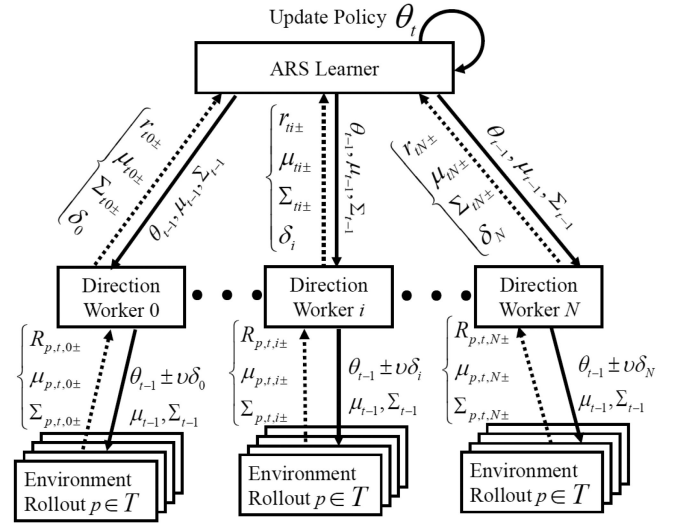 Update Policy θ_t
ARS Learner
r_{t0±}
μ_{t0±}
Σ_{t0±}
δ_0
θ_{t-1}, μ_{t-1}, Σ_{t-1}
r_{ti±}
μ_{ti±}
Σ_{ti±}
δ_i
θ_{t-1}, μ_{t-1}, Σ_{t-1}
r_{tN±}
μ_{tN±}
Σ_{tN±}
δ_N
θ_{t-1}, μ_{t-1}, Σ_{t-1}
Direction
Worker 0
Direction
Worker i
Direction
Worker N
R_{p,t,0±}
μ_{p,t,0±}
Σ_{p,t,0±}
θ_{t-1} ± υδ_0
μ_{t-1}, Σ_{t-1}
R_{p,t,i±}
μ_{p,t,i±}
Σ_{p,t,i±}
θ_{t-1} ± υδ_i
μ_{t-1}, Σ_{t-1}
R_{p,t,N±}
μ_{p,t,N±}
Σ_{p,t,N±}
θ_{t-1} ± υδ_N
μ_{t-1}, Σ_{t-1}
Environment
Rollout p ∈ T
Environment
Rollout p ∈ T
Environment
Rollout p ∈ T